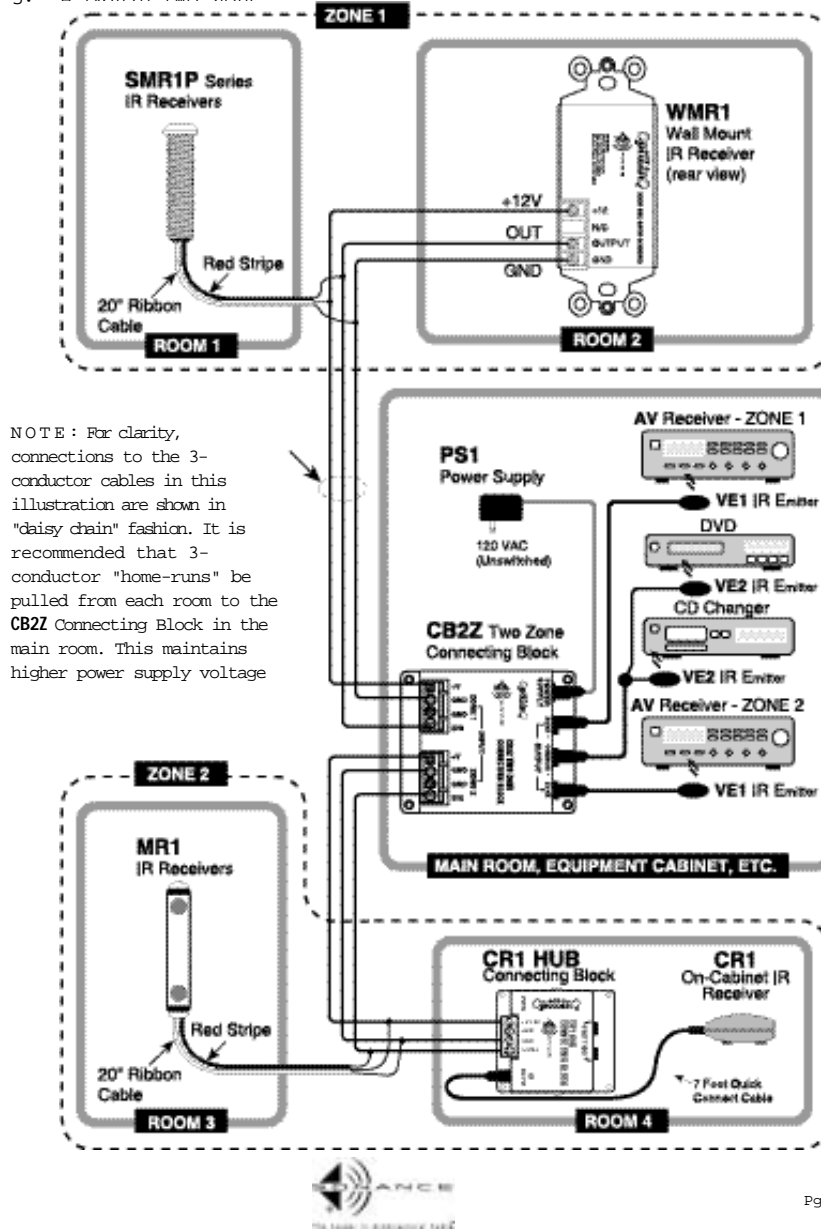 ZONE 1
SMR1P Series
IR Receivers
Red Stripe
20" Ribbon
Cable
ROOM 1
WMR1
Wall Mount
IR Receiver
(rear view)
+12V
OUT
GND
+12
N/C
OUTPUT
GND
ROOM 2
NOTE: For clarity,
connections to the 3-
conductor cables in this
illustration are shown in
"daisy chain" fashion. It is
recommended that 3-
conductor "home-runs" be
pulled from each room to the
CB2Z Connecting Block in the
main room. This maintains
higher power supply voltage
PS1
Power Supply
120 VAC
(Unswitched)
CB2Z Two Zone
Connecting Block
AV Receiver - ZONE 1
VE1 IR Emitter
DVD
VE2 IR Emitter
CD Changer
VE2 IR Emitter
AV Receiver - ZONE 2
VE1 IR Emitter
MAIN ROOM, EQUIPMENT CABINET, ETC.
ZONE 2
MR1
IR Receivers
Red Stripe
20" Ribbon
Cable
ROOM 3
CR1 HUB
Connecting Block
CR1
On-Cabinet IR
Receiver
7 Foot Quick
Connect Cable
ROOM 4
SONANCE
Pg